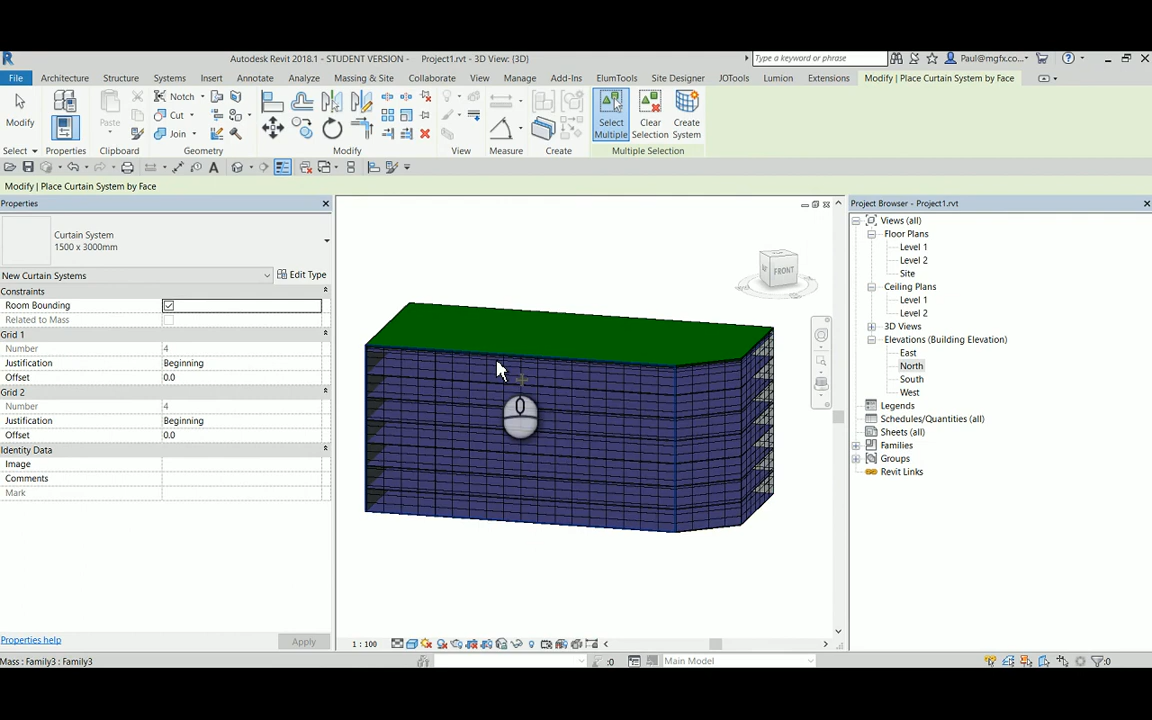 Autodesk Revit 2018.1 - STUDENT VERSION - Project1.rvt - 3D View: {3D}
Type a keyword or phrase
Paul@mgfx.co...
File Architecture Structure Systems Insert Annotate Analyze Massing & Site Collaborate View Manage Add-Ins ElumTools Site Designer JOTools Lumion Extensions Modify | Place Curtain System by Face
Modify
Paste
Notch
Cut
Join
Select Multiple
Clear Selection
Create System
Select Properties Clipboard Geometry Modify View Measure Create Multiple Selection
Modify | Place Curtain System by Face
Properties
Curtain System
1500 x 3000mm
New Curtain Systems Edit Type
Constraints
Room Bounding
Related to Mass
Grid 1
Number 4
Justification Beginning
Offset 0.0
Grid 2
Number 4
Justification Beginning
Offset 0.0
Identity Data
Image
Comments
Mark
Properties help Apply
FRONT
1 : 100
Project Browser - Project1.rvt
Views (all)
Floor Plans
Level 1
Level 2
Site
Ceiling Plans
Level 1
Level 2
3D Views
Elevations (Building Elevation)
East
North
South
West
Legends
Schedules/Quantities (all)
Sheets (all)
Families
Groups
Revit Links
Mass : Family3 : Family3
:0
Main Model
:0